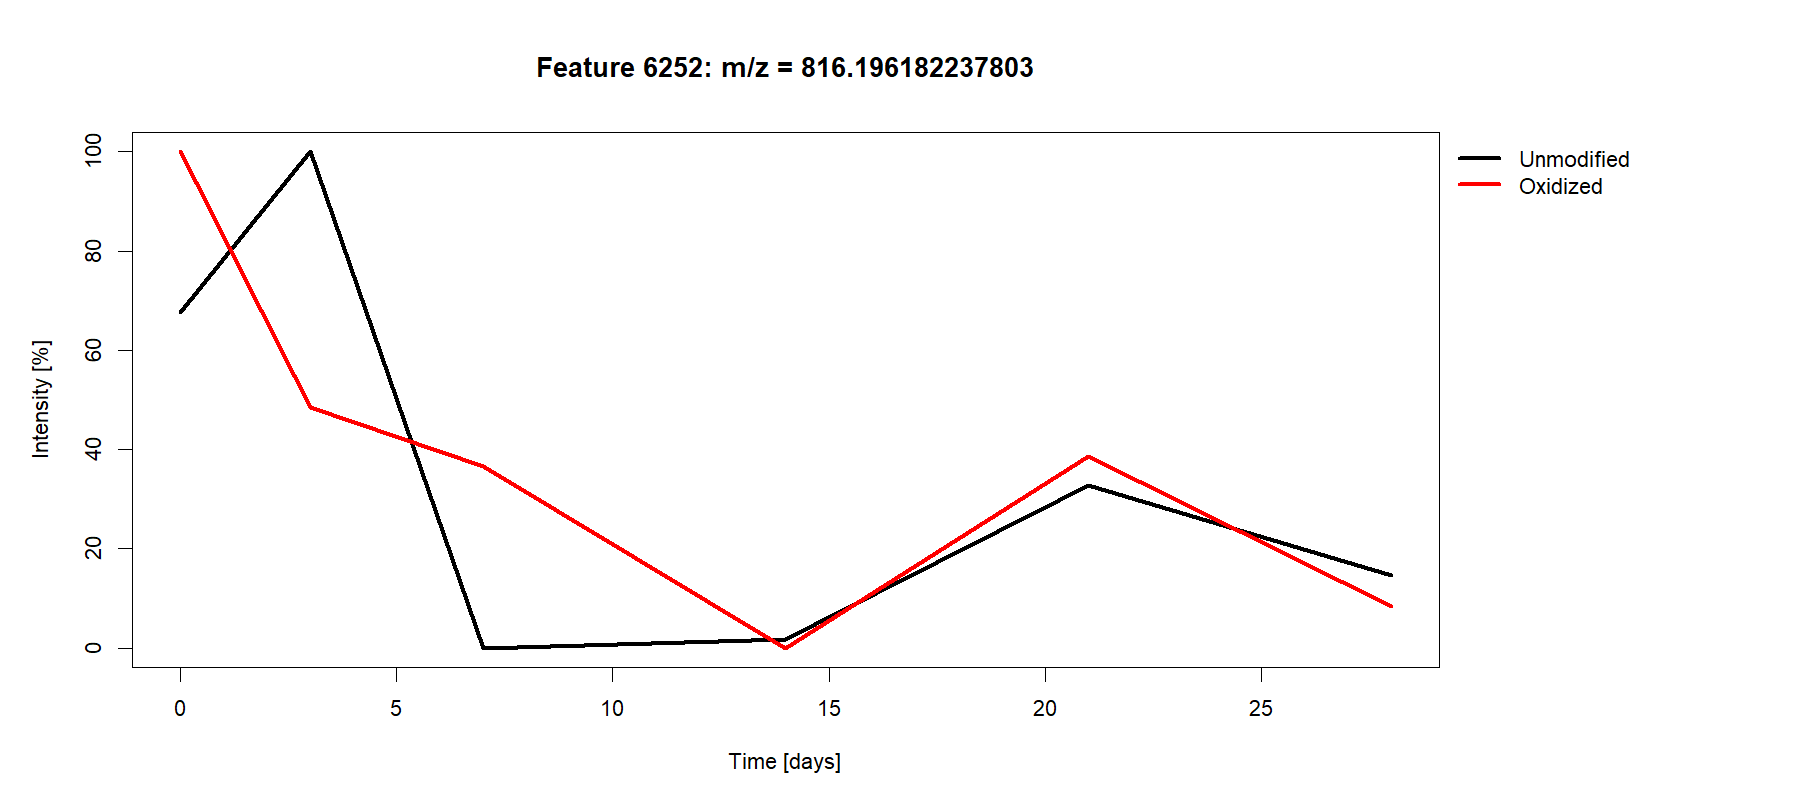 Feature 6252: m/z = 816.196182237803
Unmodified
Oxidized
Intensity [%]
100
80
60
40
20
0
0 5 10 15 20 25
Time [days]